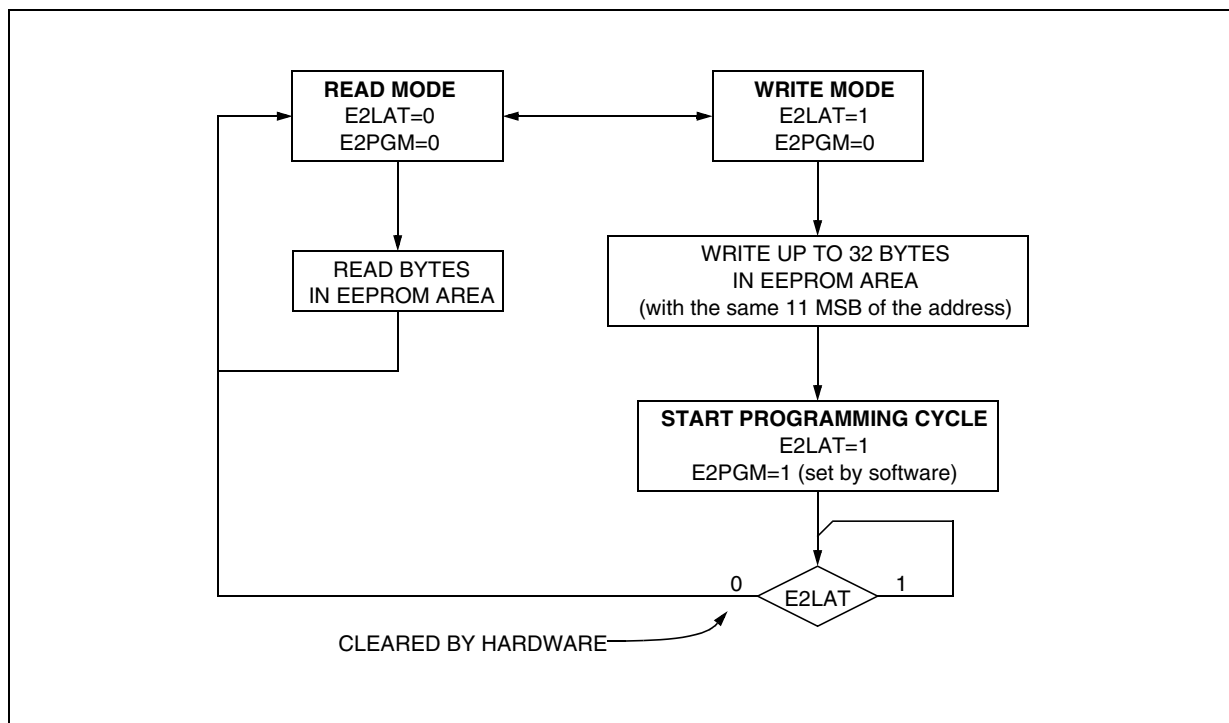 READ MODE
E2LAT=0
E2PGM=0
WRITE MODE
E2LAT=1
E2PGM=0
READ BYTES
IN EEPROM AREA
WRITE UP TO 32 BYTES
IN EEPROM AREA
(with the same 11 MSB of the address)
START PROGRAMMING CYCLE
E2LAT=1
E2PGM=1 (set by software)
0
E2LAT
1
CLEARED BY HARDWARE